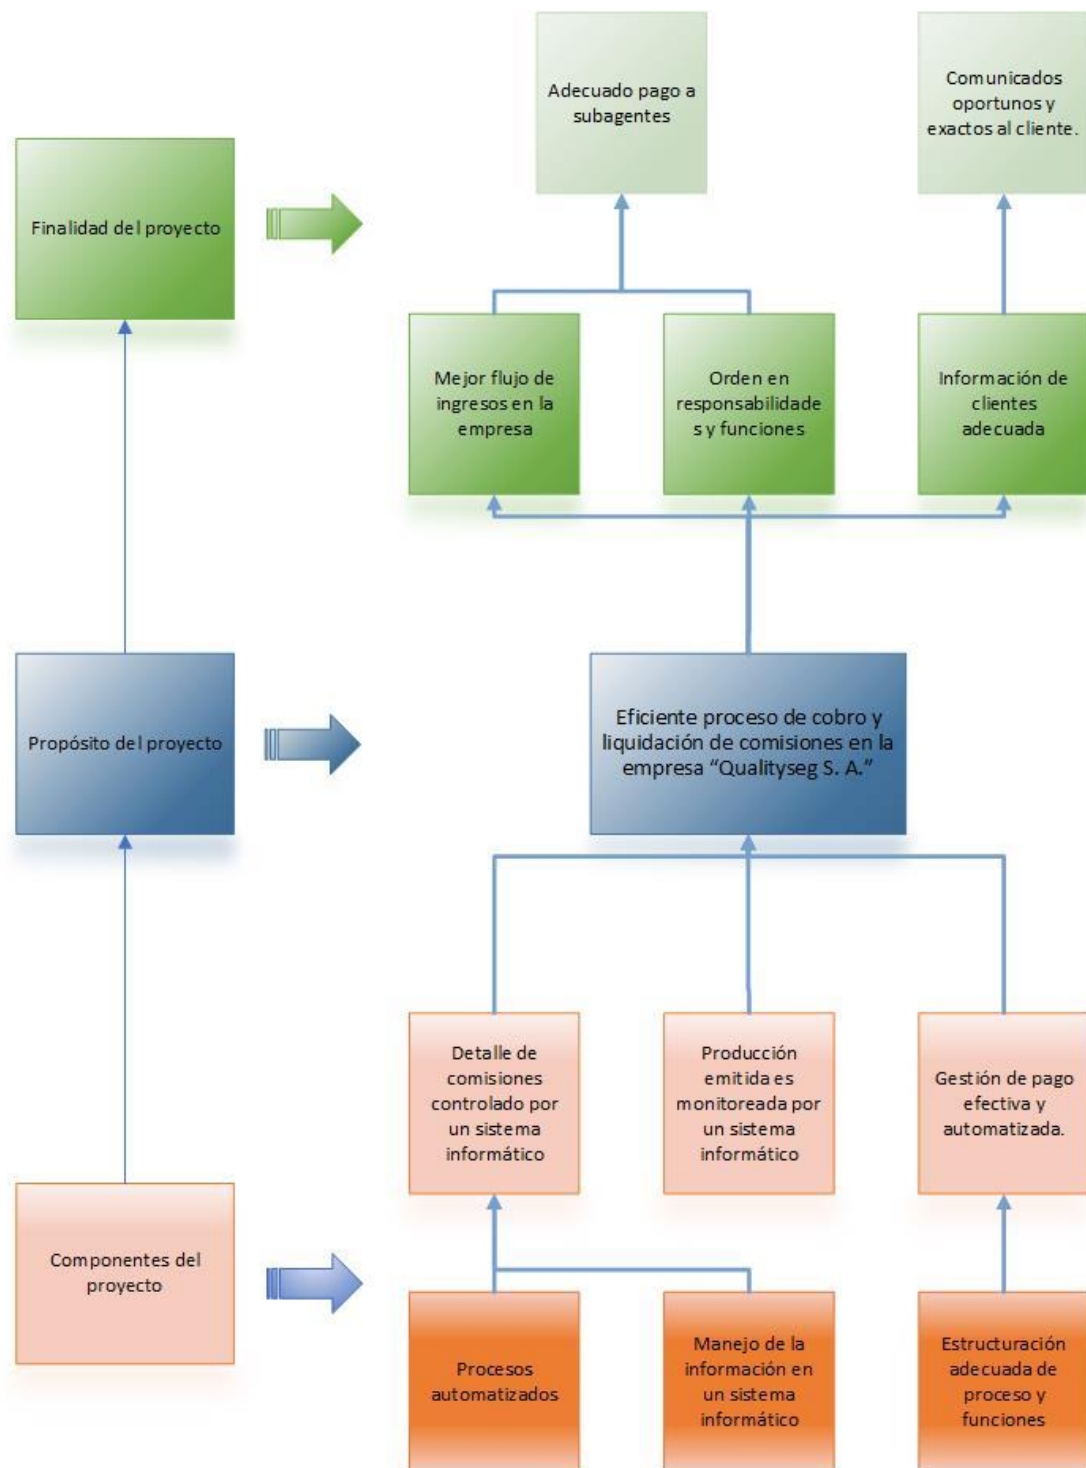 Adecuado pago a
subagentes
Comunicados
oportunos y
exactos al cliente.
Finalidad del proyecto
Mejor flujo de
ingresos en la
empresa
Orden en
responsabilidade
s y funciones
Información de
clientes
adecuada
Propósito del proyecto
Eficiente proceso de cobro y
liquidación de comisiones en la
empresa “Qualityseg S. A.”
Detalle de
comisiones
controlado por
un sistema
informático
Producción
emitida es
monitoreada por
un sistema
informático
Gestión de pago
efectiva y
automatizada.
Componentes del
proyecto
Procesos
automatizados
Manejo de la
información en
un sistema
informático
Estructuración
adecuada de
proceso y
funciones